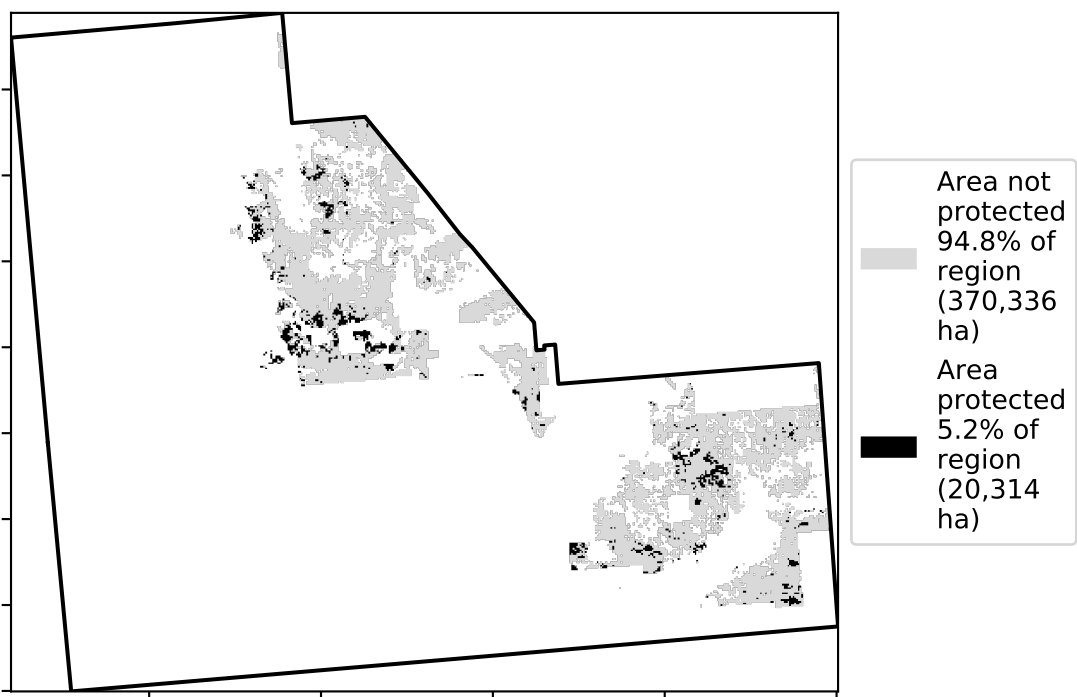 Area not
protected
94.8% of
region
(370,336
ha)
Area
protected
5.2% of
region
(20,314
ha)